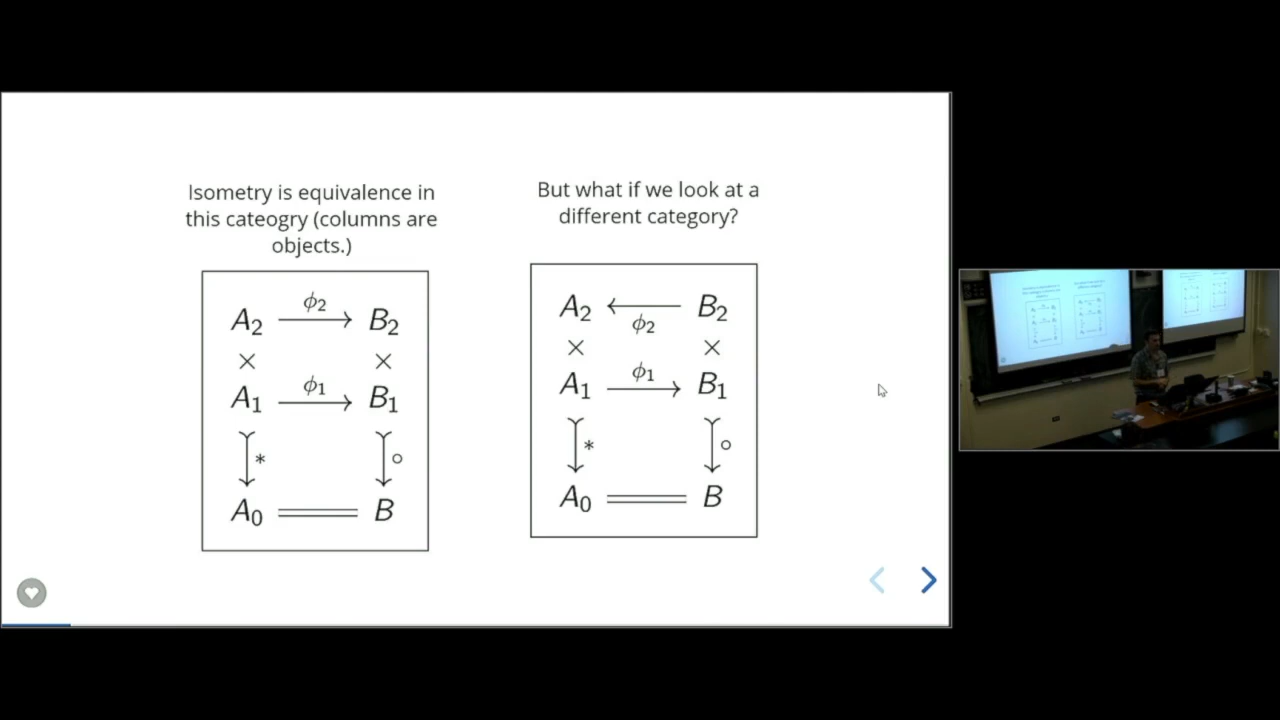 Isometry is equivalence in
this cateogry (columns are
objects.)
A₂ ϕ₂ B₂
× ×
A₁ ϕ₁ B₁
* ∘
A₀ B
But what if we look at a
different category?
A₂ ϕ₂ B₂
× ×
A₁ ϕ₁ B₁
* ∘
A₀ B